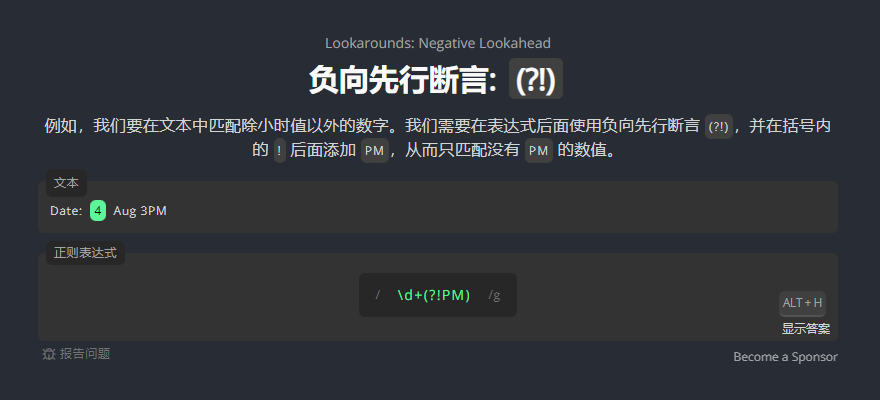 Lookarounds: Negative Lookahead
负向先行断言: (?!)
例如，我们要在文本中匹配除小时值以外的数字。我们需要在表达式后面使用负向先行断言 (?!)，并在括号内
的 ! 后面添加 PM，从而只匹配没有 PM 的数值。
文本
Date: 4 Aug 3PM
正则表达式
/ \d+(?!PM) /g
ALT + H
显示答案
报告问题
Become a Sponsor